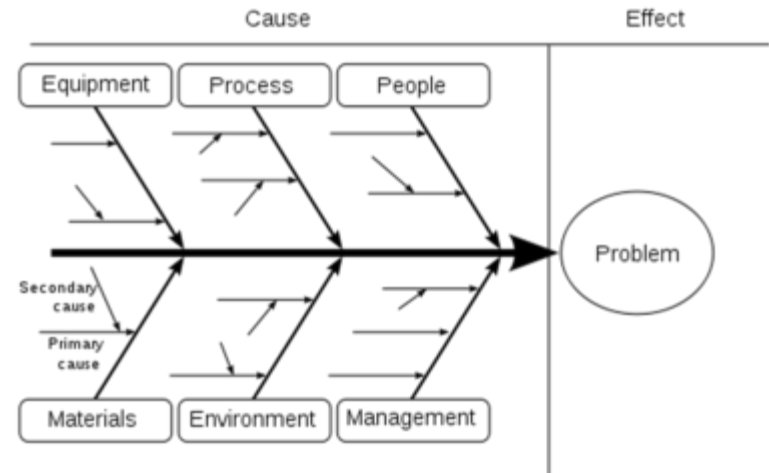 Cause
Effect
Equipment
Process
People
Problem
Secondary
cause
Primary
cause
Materials
Environment
Management